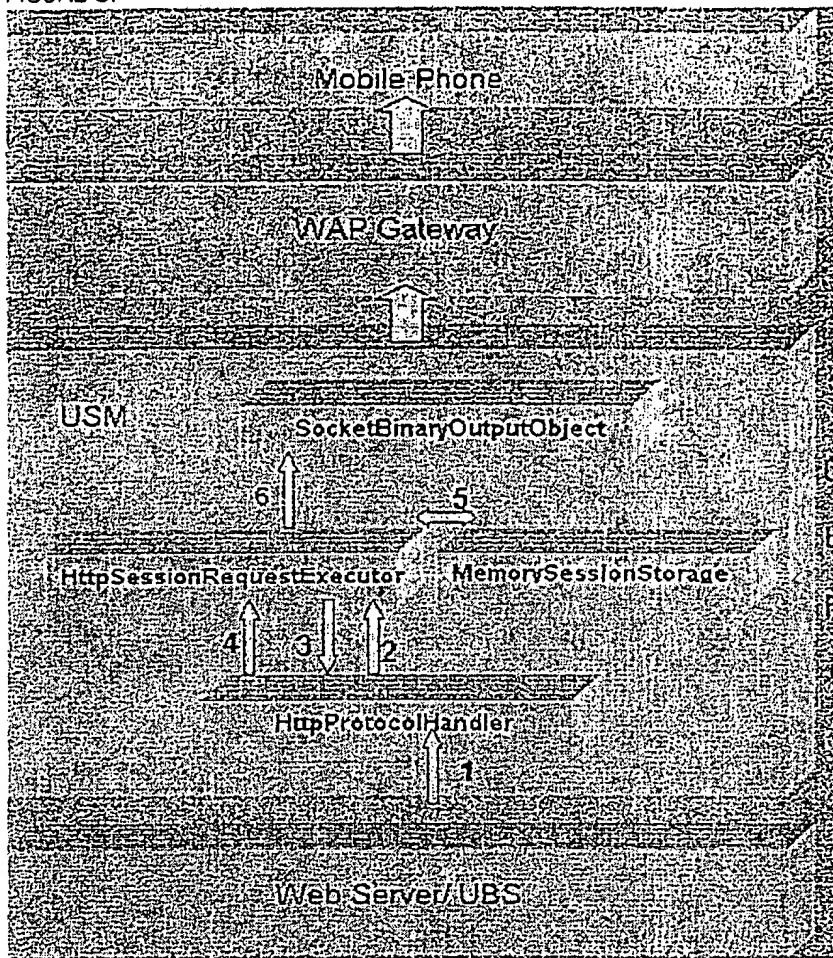 Mobile Phone
WAP Gateway
USM
SocketBinaryOutputObject
6
5
HttpSessionRequestExecutor
MemorySessionStorage
4
3
2
HttpProtocolHandler
1
Web Server/ UBS